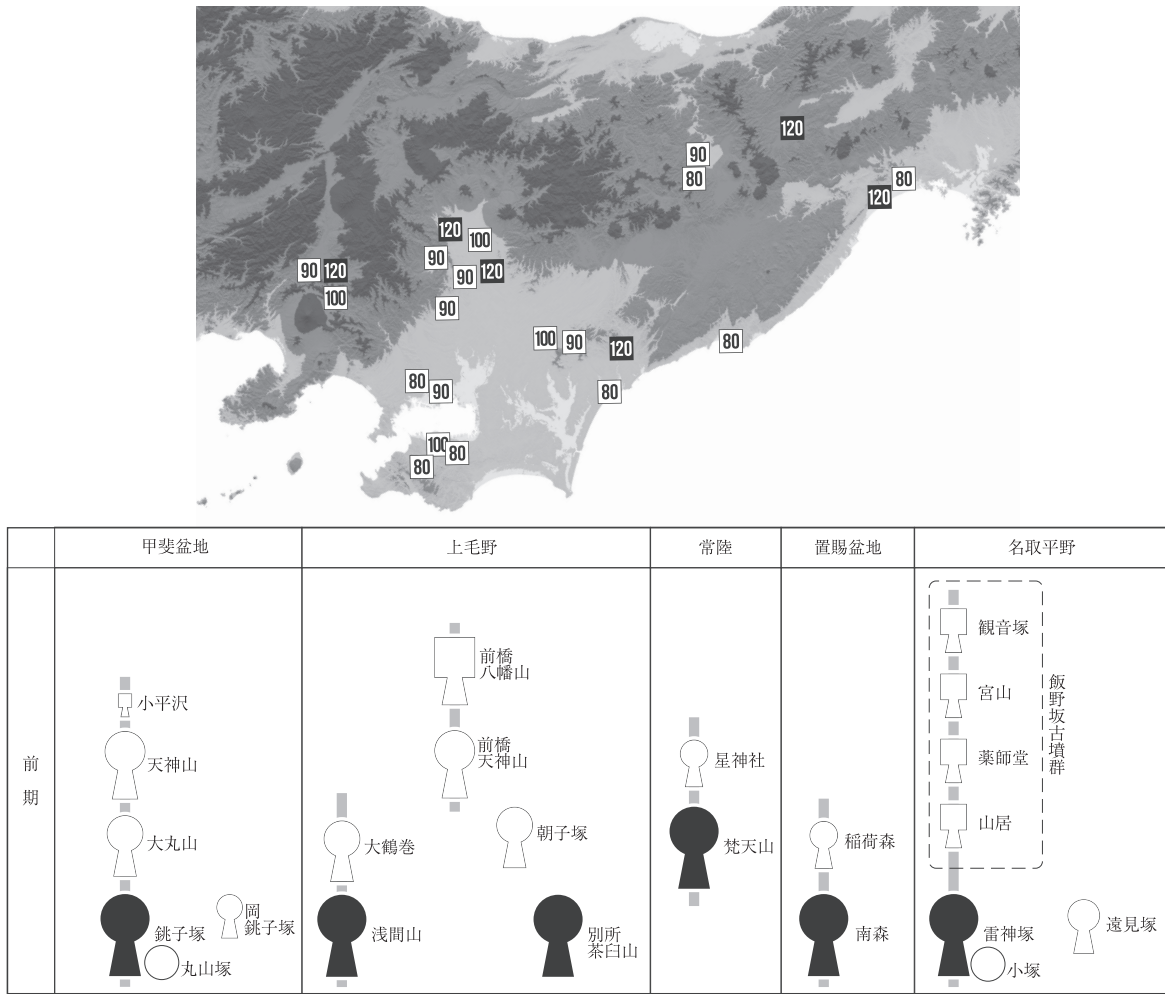 120
90
80
80
120
120
100
90
90
120
90
120
100
90
100
90
120
80
80
90
80
100
80
80
甲斐盆地
上毛野
常陸
置賜盆地
名取平野
前期
小平沢
天神山
大丸山
銚子塚
丸山塚
岡
銚子塚
前橋
八幡山
前橋
天神山
大鶴巻
朝子塚
浅間山
別所
茶臼山
星神社
梵天山
稲荷森
南森
観音塚
宮山
薬師堂
山居
飯野坂古墳群
雷神塚
小塚
遠見塚